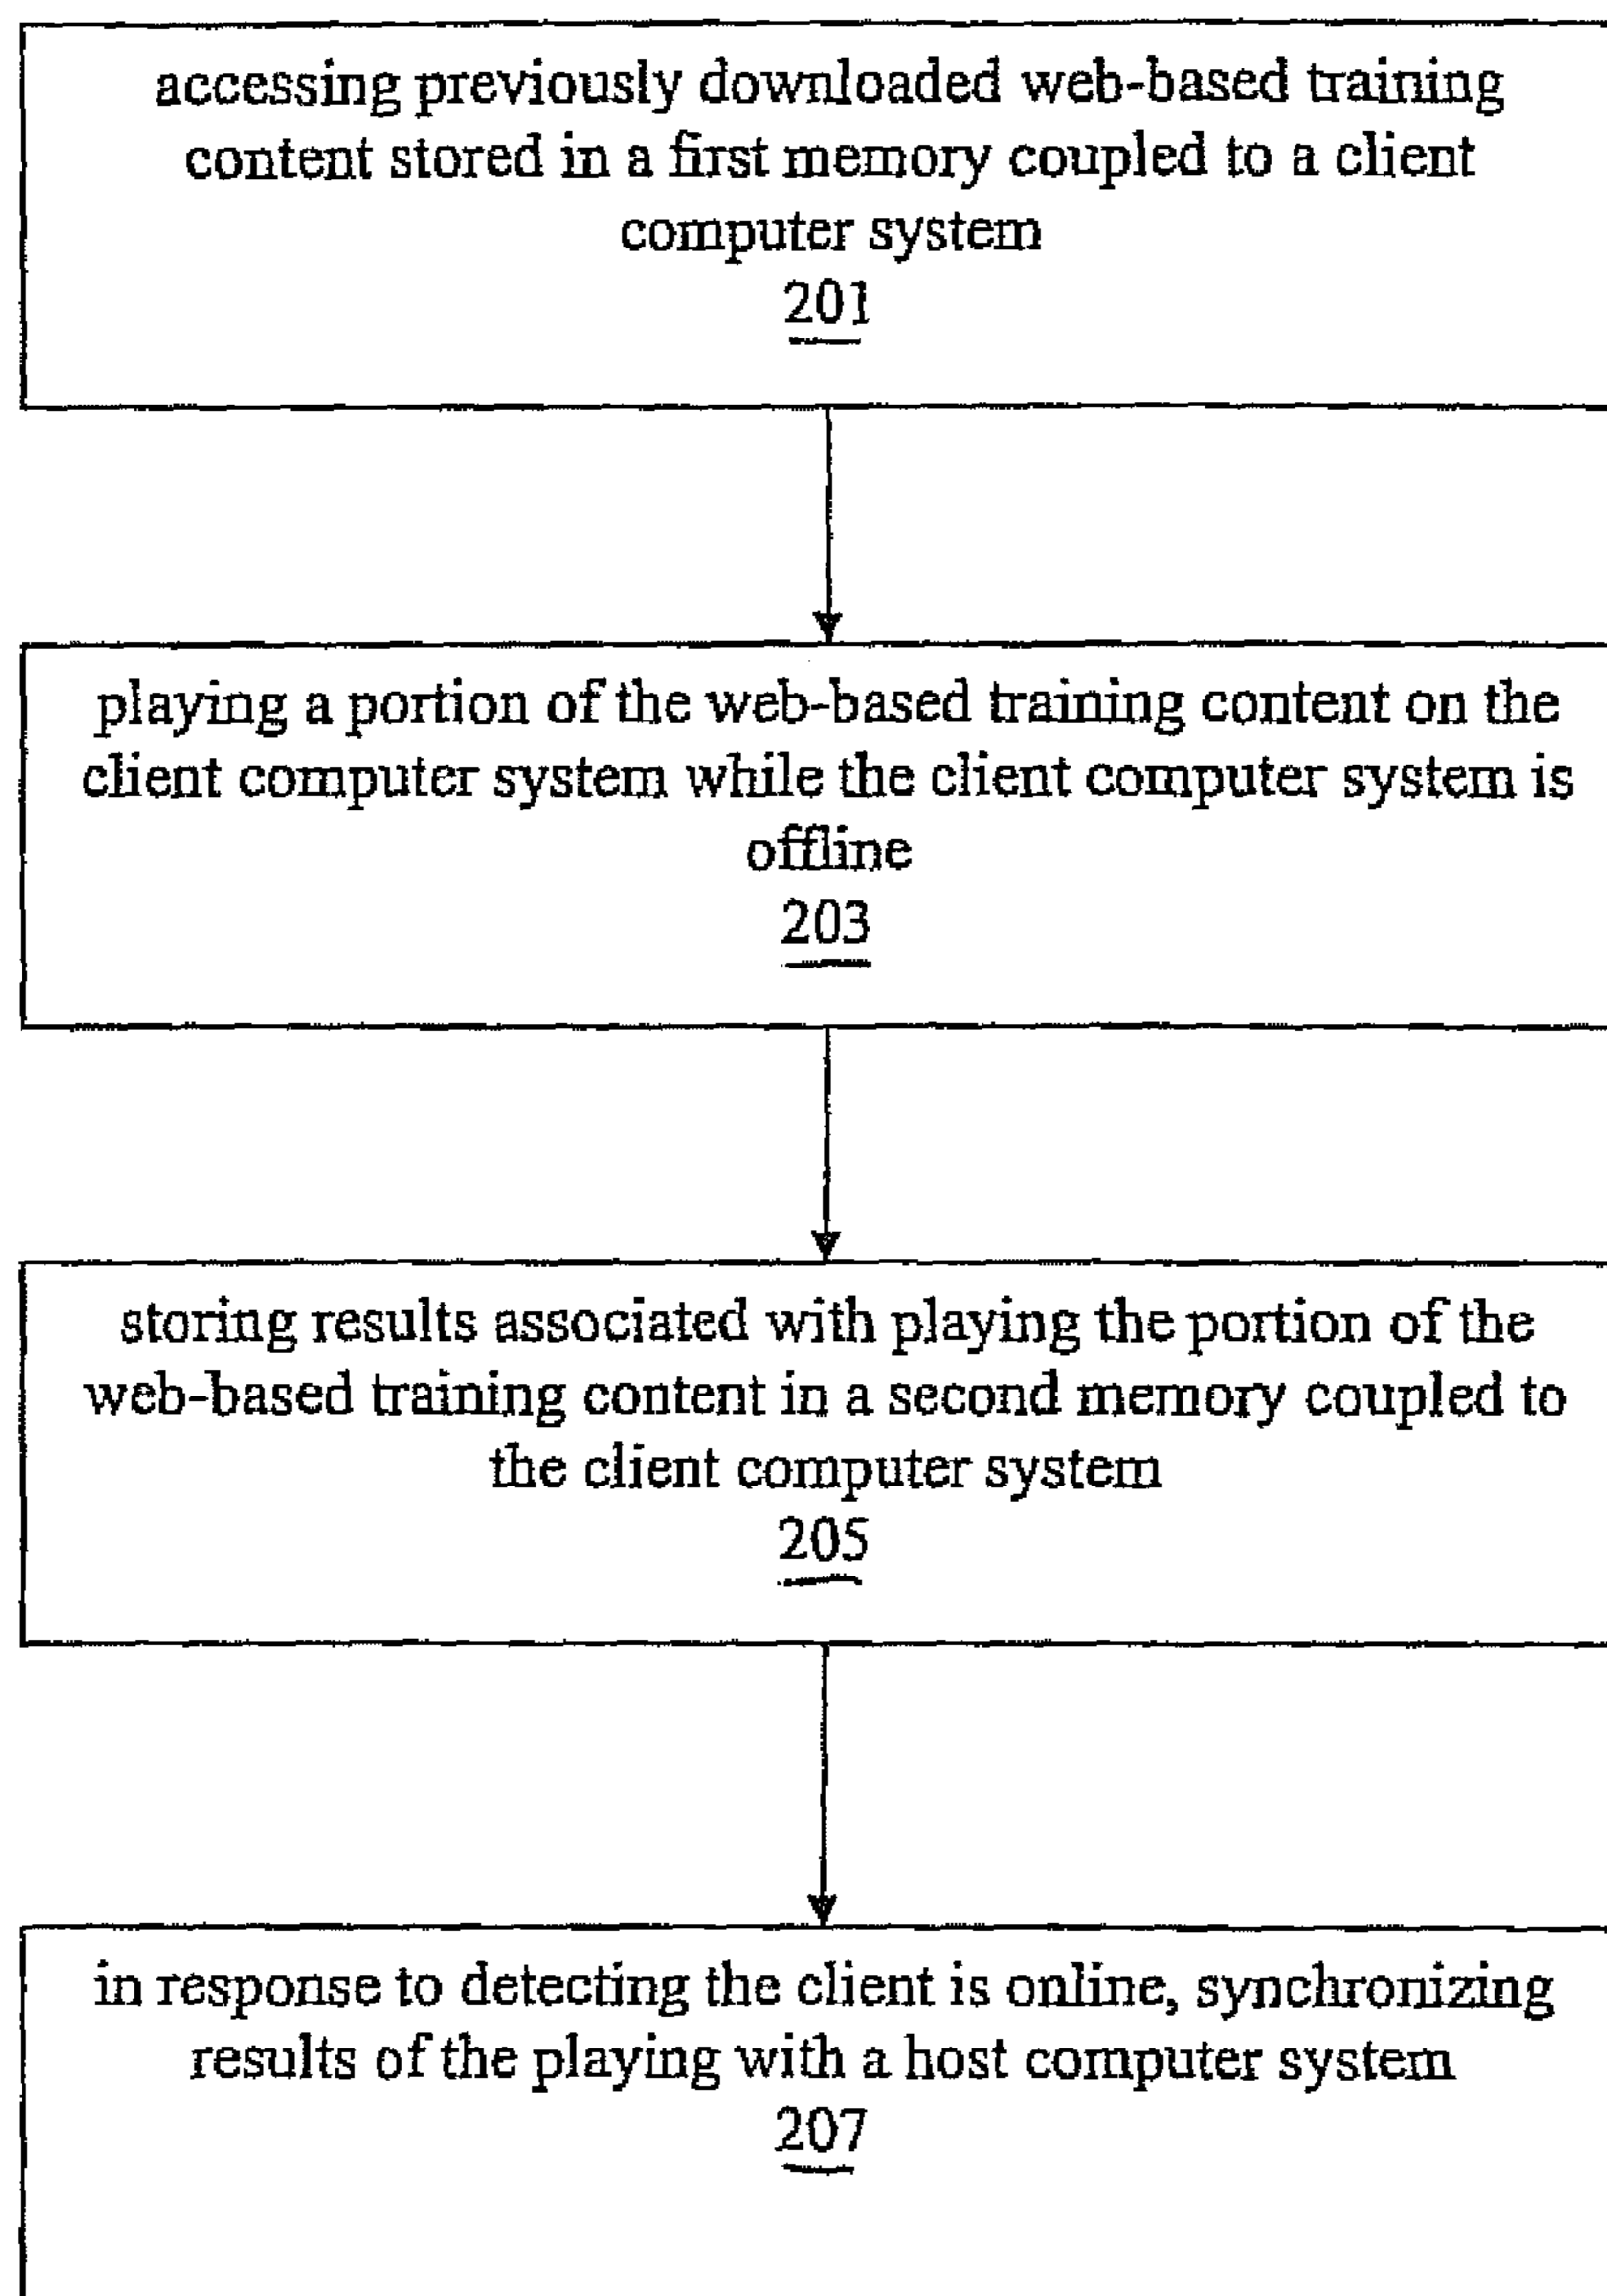 accessing previously downloaded web-based training
content stored in a first memory coupled to a client
computer system
201
playing a portion of the web-based training content on the
client computer system while the client computer system is
offline
203
storing results associated with playing the portion of the
web-based training content in a second memory coupled to
the client computer system
205
in response to detecting the client is online, synchronizing
results of the playing with a host computer system
207